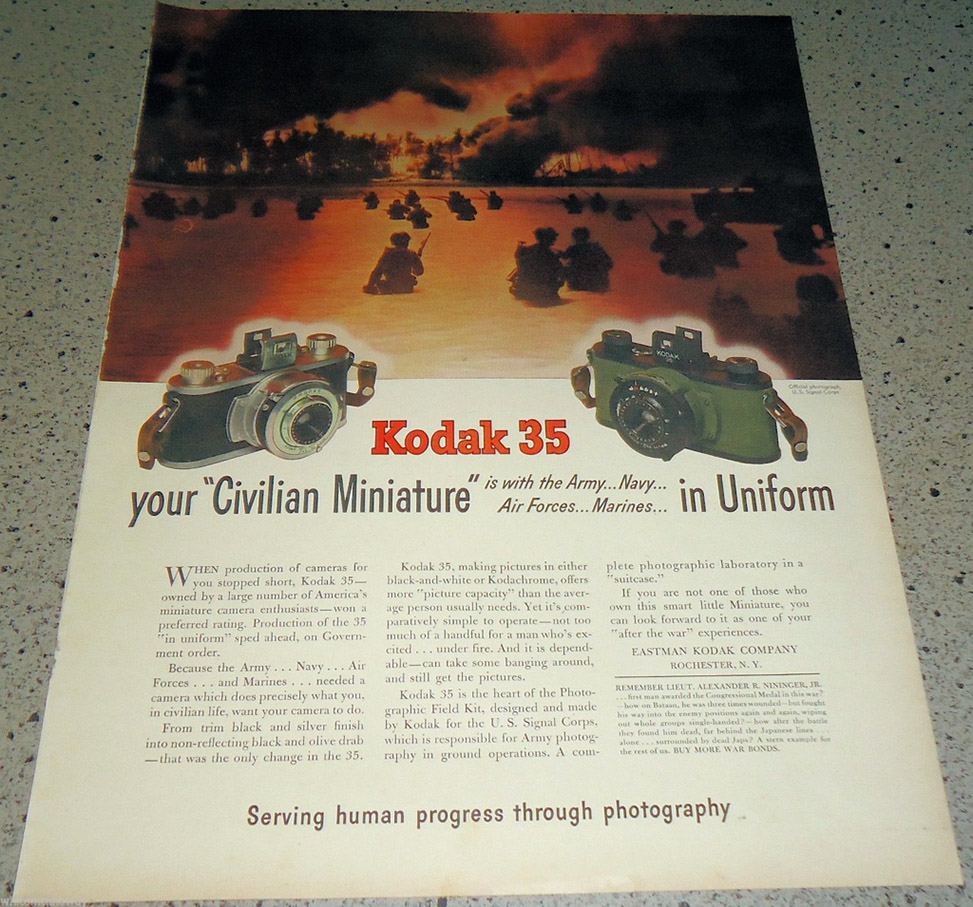 KODAK
35
Official photograph,
U. S. Signal Corps
Kodak 35
your "Civilian Miniature" is with the Army...Navy...
Air Forces...Marines... in Uniform
WHEN production of cameras for
you stopped short, Kodak 35—
owned by a large number of America's
miniature camera enthusiasts—won a
preferred rating. Production of the 35
"in uniform" sped ahead, on Govern-
ment order.
Because the Army . . . Navy . . . Air
Forces . . . and Marines . . . needed a
camera which does precisely what you,
in civilian life, want your camera to do.
From trim black and silver finish
into non-reflecting black and olive drab
—that was the only change in the 35.
Kodak 35, making pictures in either
black-and-white or Kodachrome, offers
more "picture capacity" than the aver-
age person usually needs. Yet it's com-
paratively simple to operate—not too
much of a handful for a man who's ex-
cited . . . under fire. And it is depend-
able—can take some banging around,
and still get the pictures.
Kodak 35 is the heart of the Photo-
graphic Field Kit, designed and made
by Kodak for the U. S. Signal Corps,
which is responsible for Army photog-
raphy in ground operations. A com-
plete photographic laboratory in a
"suitcase."
If you are not one of those who
own this smart little Miniature, you
can look forward to it as one of your
"after the war" experiences.
EASTMAN KODAK COMPANY
ROCHESTER, N. Y.
REMEMBER LIEUT. ALEXANDER R. NININGER, JR.
. . . first man awarded the Congressional Medal in this war?
—how on Bataan, he was three times wounded—but fought
his way into the enemy positions again and again, wiping
out whole groups single-handed?—how after the battle
they found him dead, far behind the Japanese lines . . .
alone . . . surrounded by dead Japs? A stern example for
the rest of us. BUY MORE WAR BONDS.
Serving human progress through photography